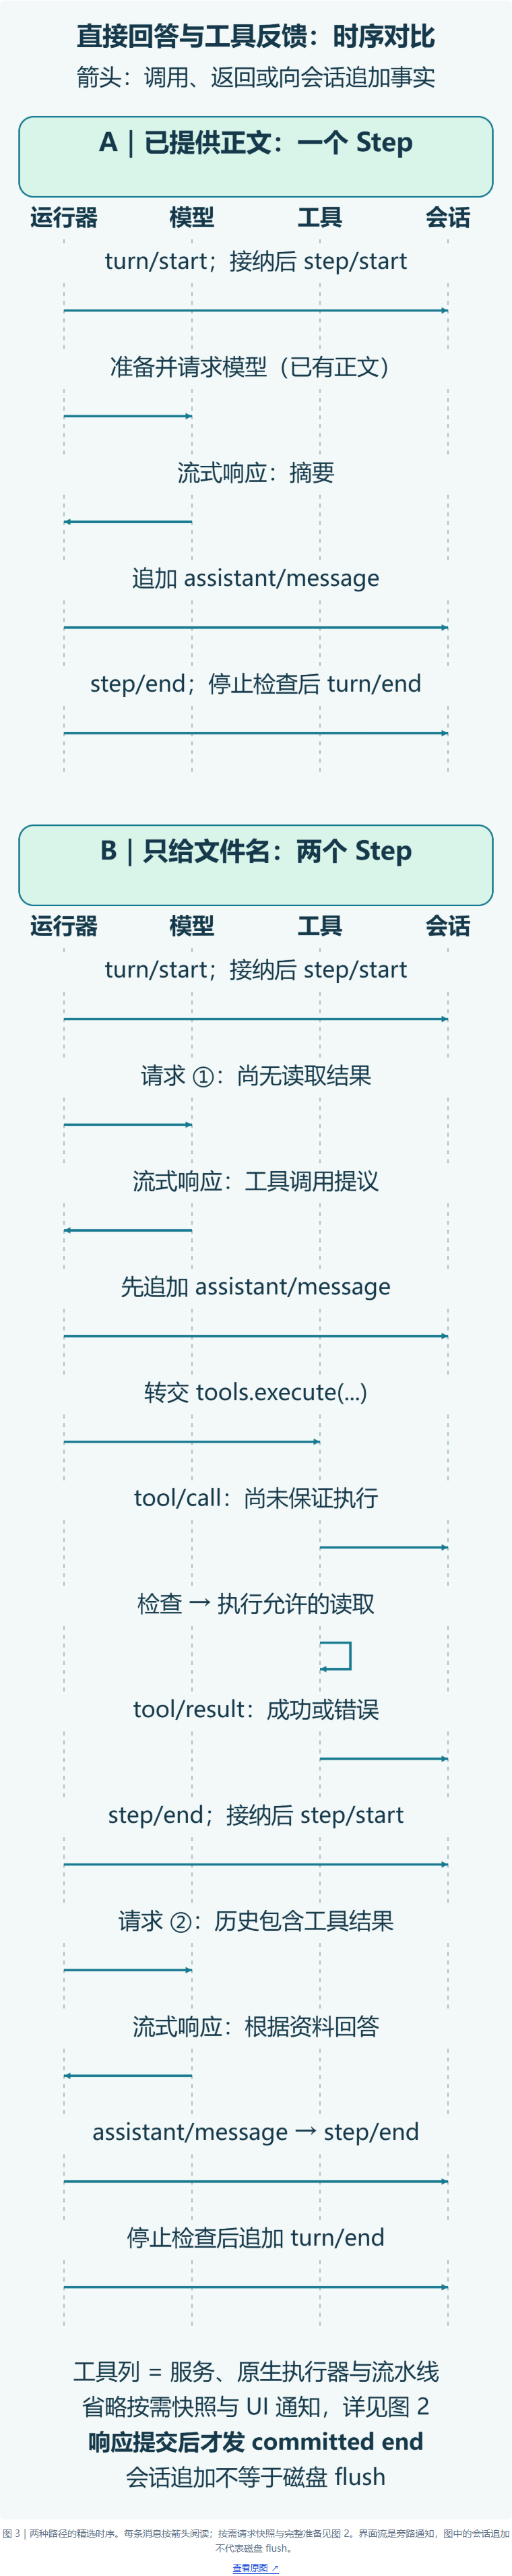 直接回答与工具反馈：时序对比
箭头：调用、返回或向会话追加事实
A｜已提供正文：一个 Step
运行器 模型 工具 会话
turn/start；接纳后 step/start
准备并请求模型（已有正文）
流式响应：摘要
追加 assistant/message
step/end；停止检查后 turn/end
B｜只给文件名：两个 Step
运行器 模型 工具 会话
turn/start；接纳后 step/start
请求 ①：尚无读取结果
流式响应：工具调用提议
先追加 assistant/message
转交 tools.execute(...)
tool/call：尚未保证执行
检查 → 执行允许的读取
tool/result：成功或错误
step/end；接纳后 step/start
请求 ②：历史包含工具结果
流式响应：根据资料回答
assistant/message → step/end
停止检查后追加 turn/end
工具列 = 服务、原生执行器与流水线
省略按需快照与 UI 通知，详见图 2
响应提交后才发 committed end
会话追加不等于磁盘 flush
图 3｜两种路径的精选时序。每条消息按箭头阅读；按需请求快照与完整准备见图 2。界面流是旁路通知，图中的会话追加
不代表磁盘 flush。
查看原图 ↗